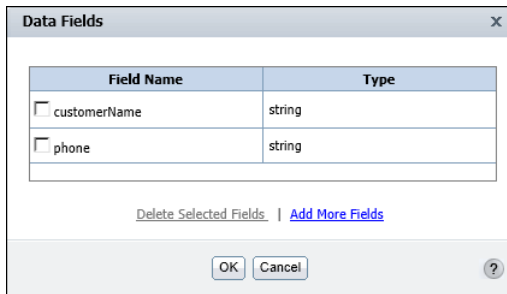 Data Fields x
Field Name Type
customerName string
phone string
Delete Selected Fields | Add More Fields
OK Cancel ?